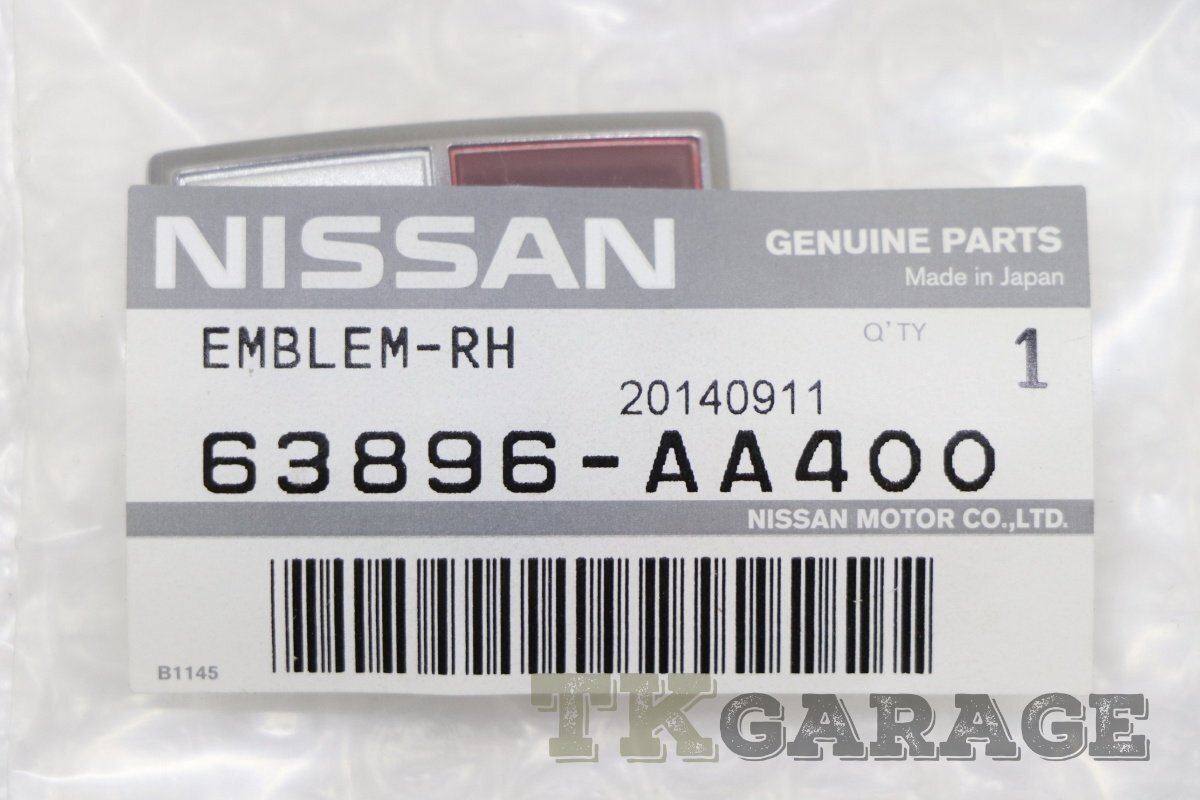 NISSAN
GENUINE PARTS
Made in Japan
EMBLEM-RH
Q'TY 1
20140911
63896-AA400
NISSAN MOTOR CO.,LTD.
B1145
TKGARAGE